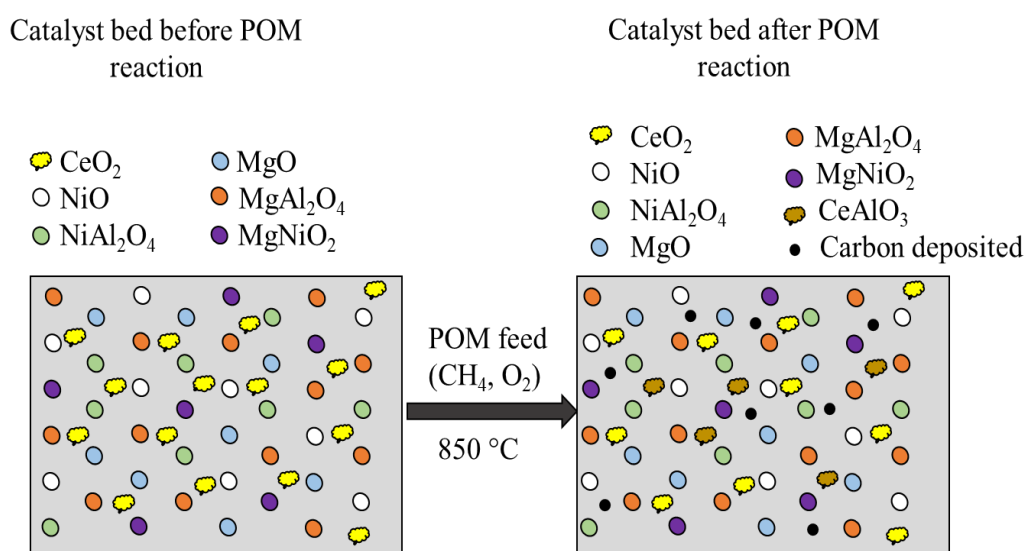 Catalyst bed before POM
reaction
CeO₂
MgO
NiO
MgAl₂O₄
NiAl₂O₄
MgNiO₂
POM feed
(CH₄, O₂)
850 °C
Catalyst bed after POM
reaction
CeO₂
MgAl₂O₄
NiO
MgNiO₂
NiAl₂O₄
CeAlO₃
MgO
Carbon deposited